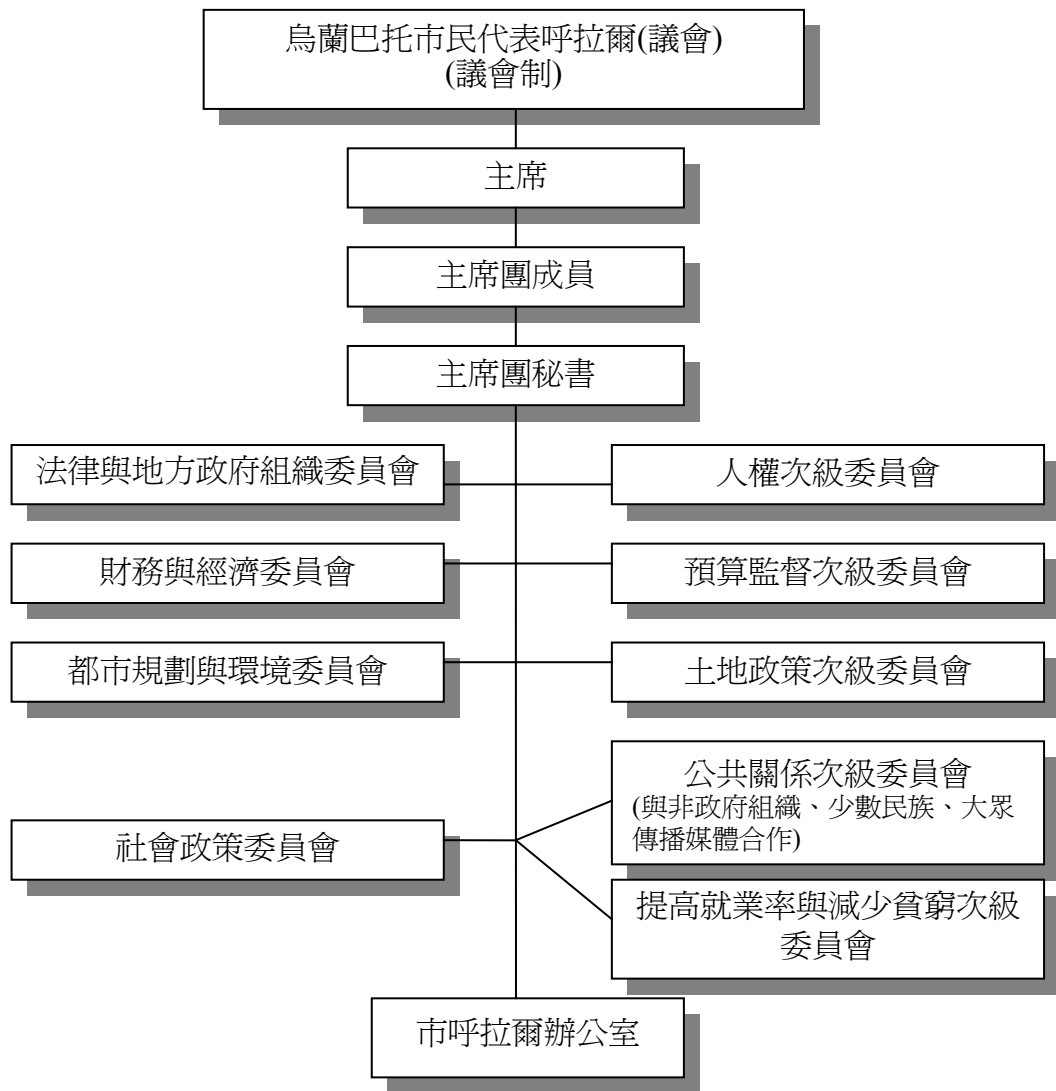 烏蘭巴托市民代表呼拉爾(議會)
(議會制)
主席
主席團成員
主席團秘書
法律與地方政府組織委員會
人權次級委員會
財務與經濟委員會
預算監督次級委員會
都市規劃與環境委員會
土地政策次級委員會
社會政策委員會
公共關係次級委員會
(與非政府組織、少數民族、大眾
傳播媒體合作)
提高就業率與減少貧窮次級
委員會
市呼拉爾辦公室